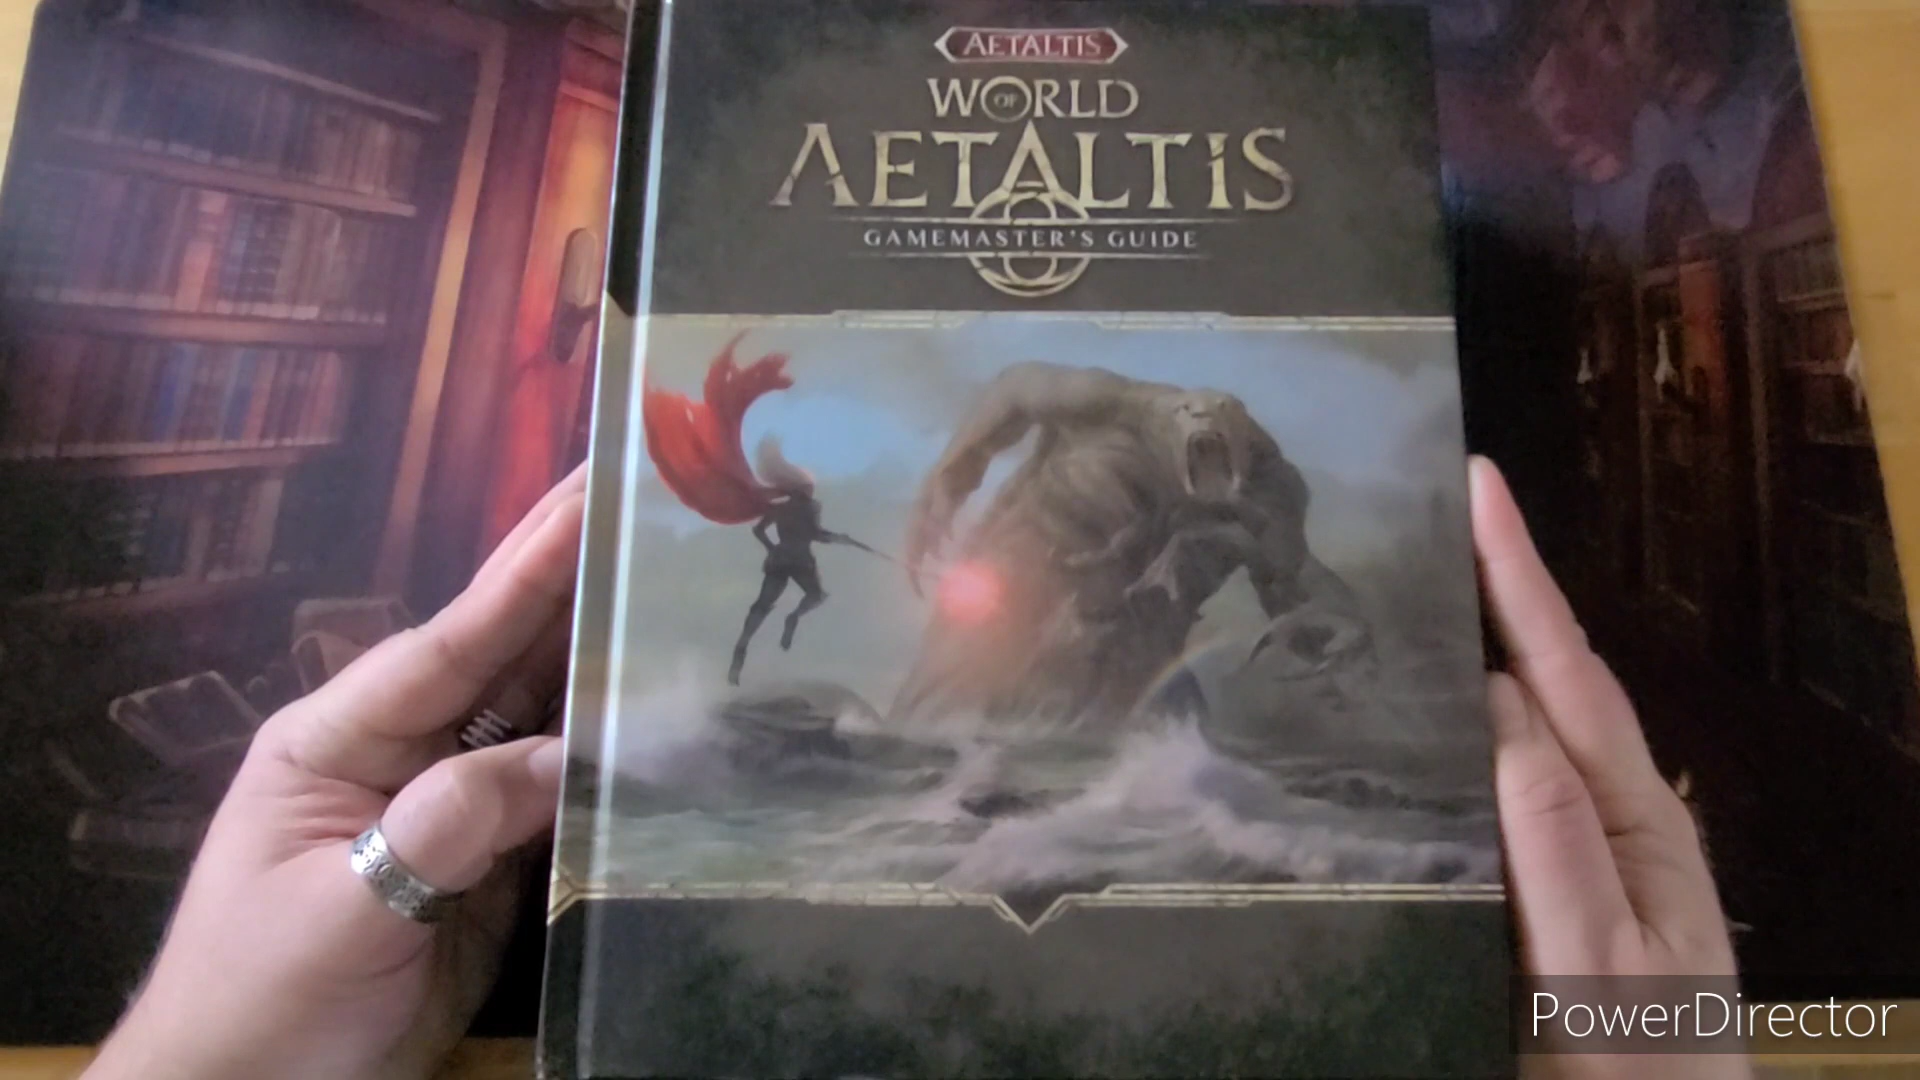 AETALTIS
WORLD OF
AETALTIS
GAMEMASTER'S GUIDE
PowerDirector